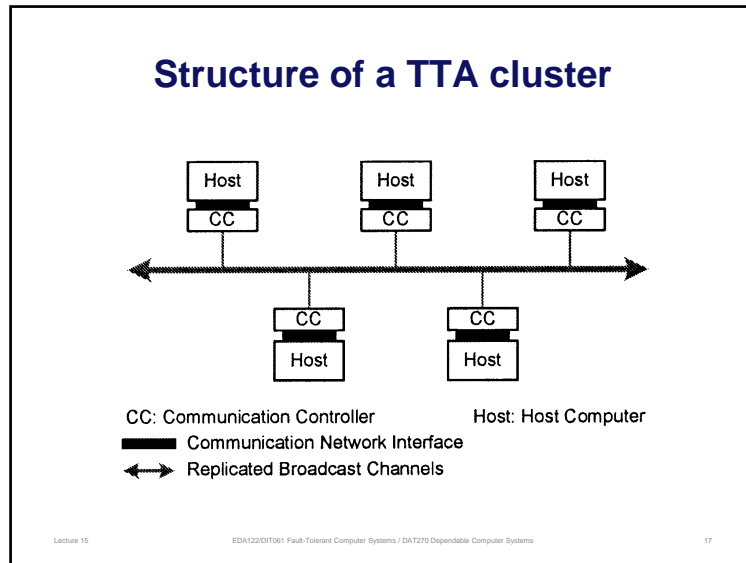 Structure of a TTA cluster
Host Host Host
CC CC CC
CC CC
Host Host
CC: Communication Controller Host: Host Computer
Communication Network Interface
Replicated Broadcast Channels
Lecture 15 EDA122/DIT061 Fault-Tolerant Computer Systems / DAT270 Dependable Computer Systems 17